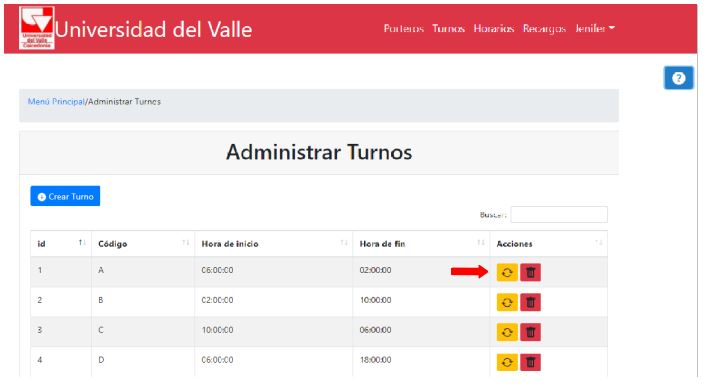 Universidad del Valle
Universidad
del Valle
Caicedonia
Porteros Turnos Horarios Recargos Jenifer
?
Menú Principal/Administrar Turnos
Administrar Turnos
Crear Turno
Buscar:
id Código Hora de inicio Hora de fin Acciones
1 A 06:00:00 02:00:00
2 B 02:00:00 10:00:00
3 C 10:00:00 06:00:00
4 D 06:00:00 18:00:00